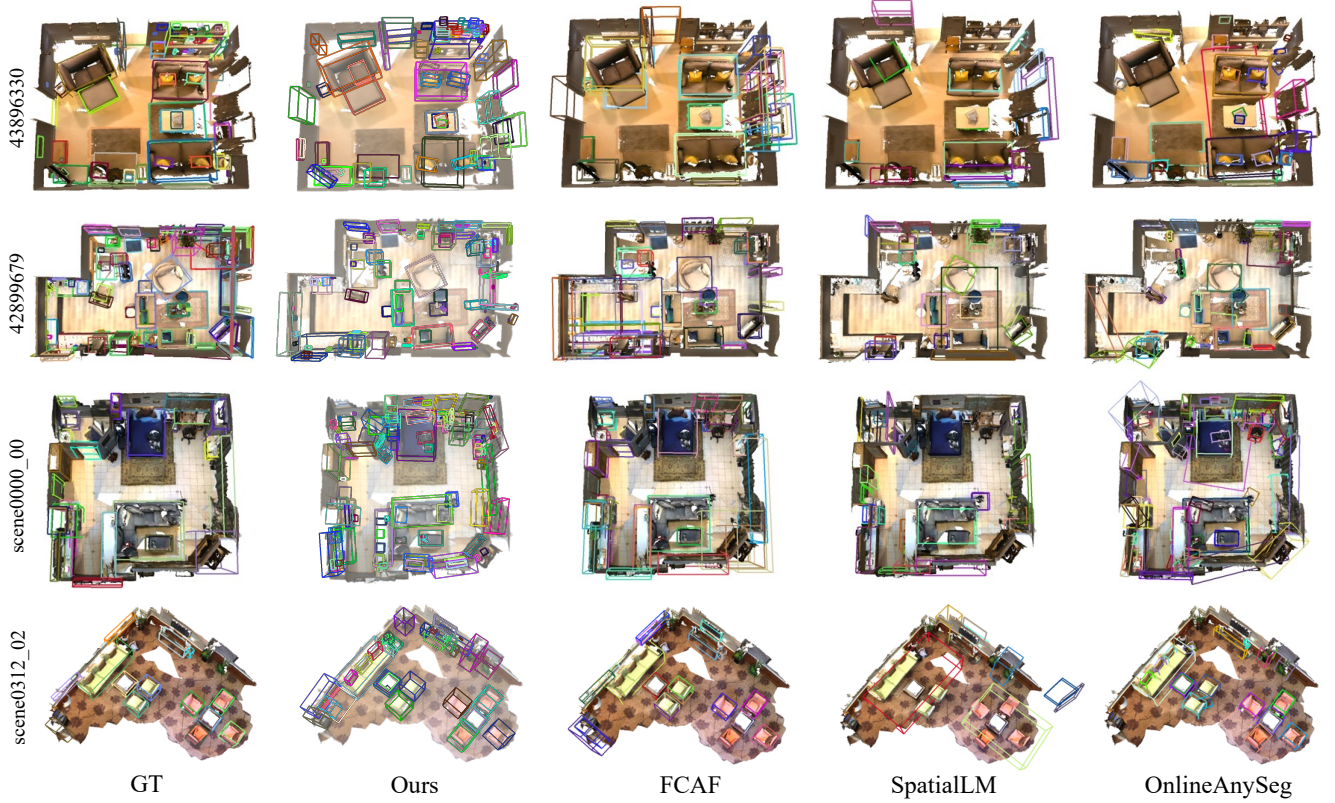 43896330
42899679
scene0000_00
scene0312_02
GT Ours FCAF SpatialLM OnlineAnySeg